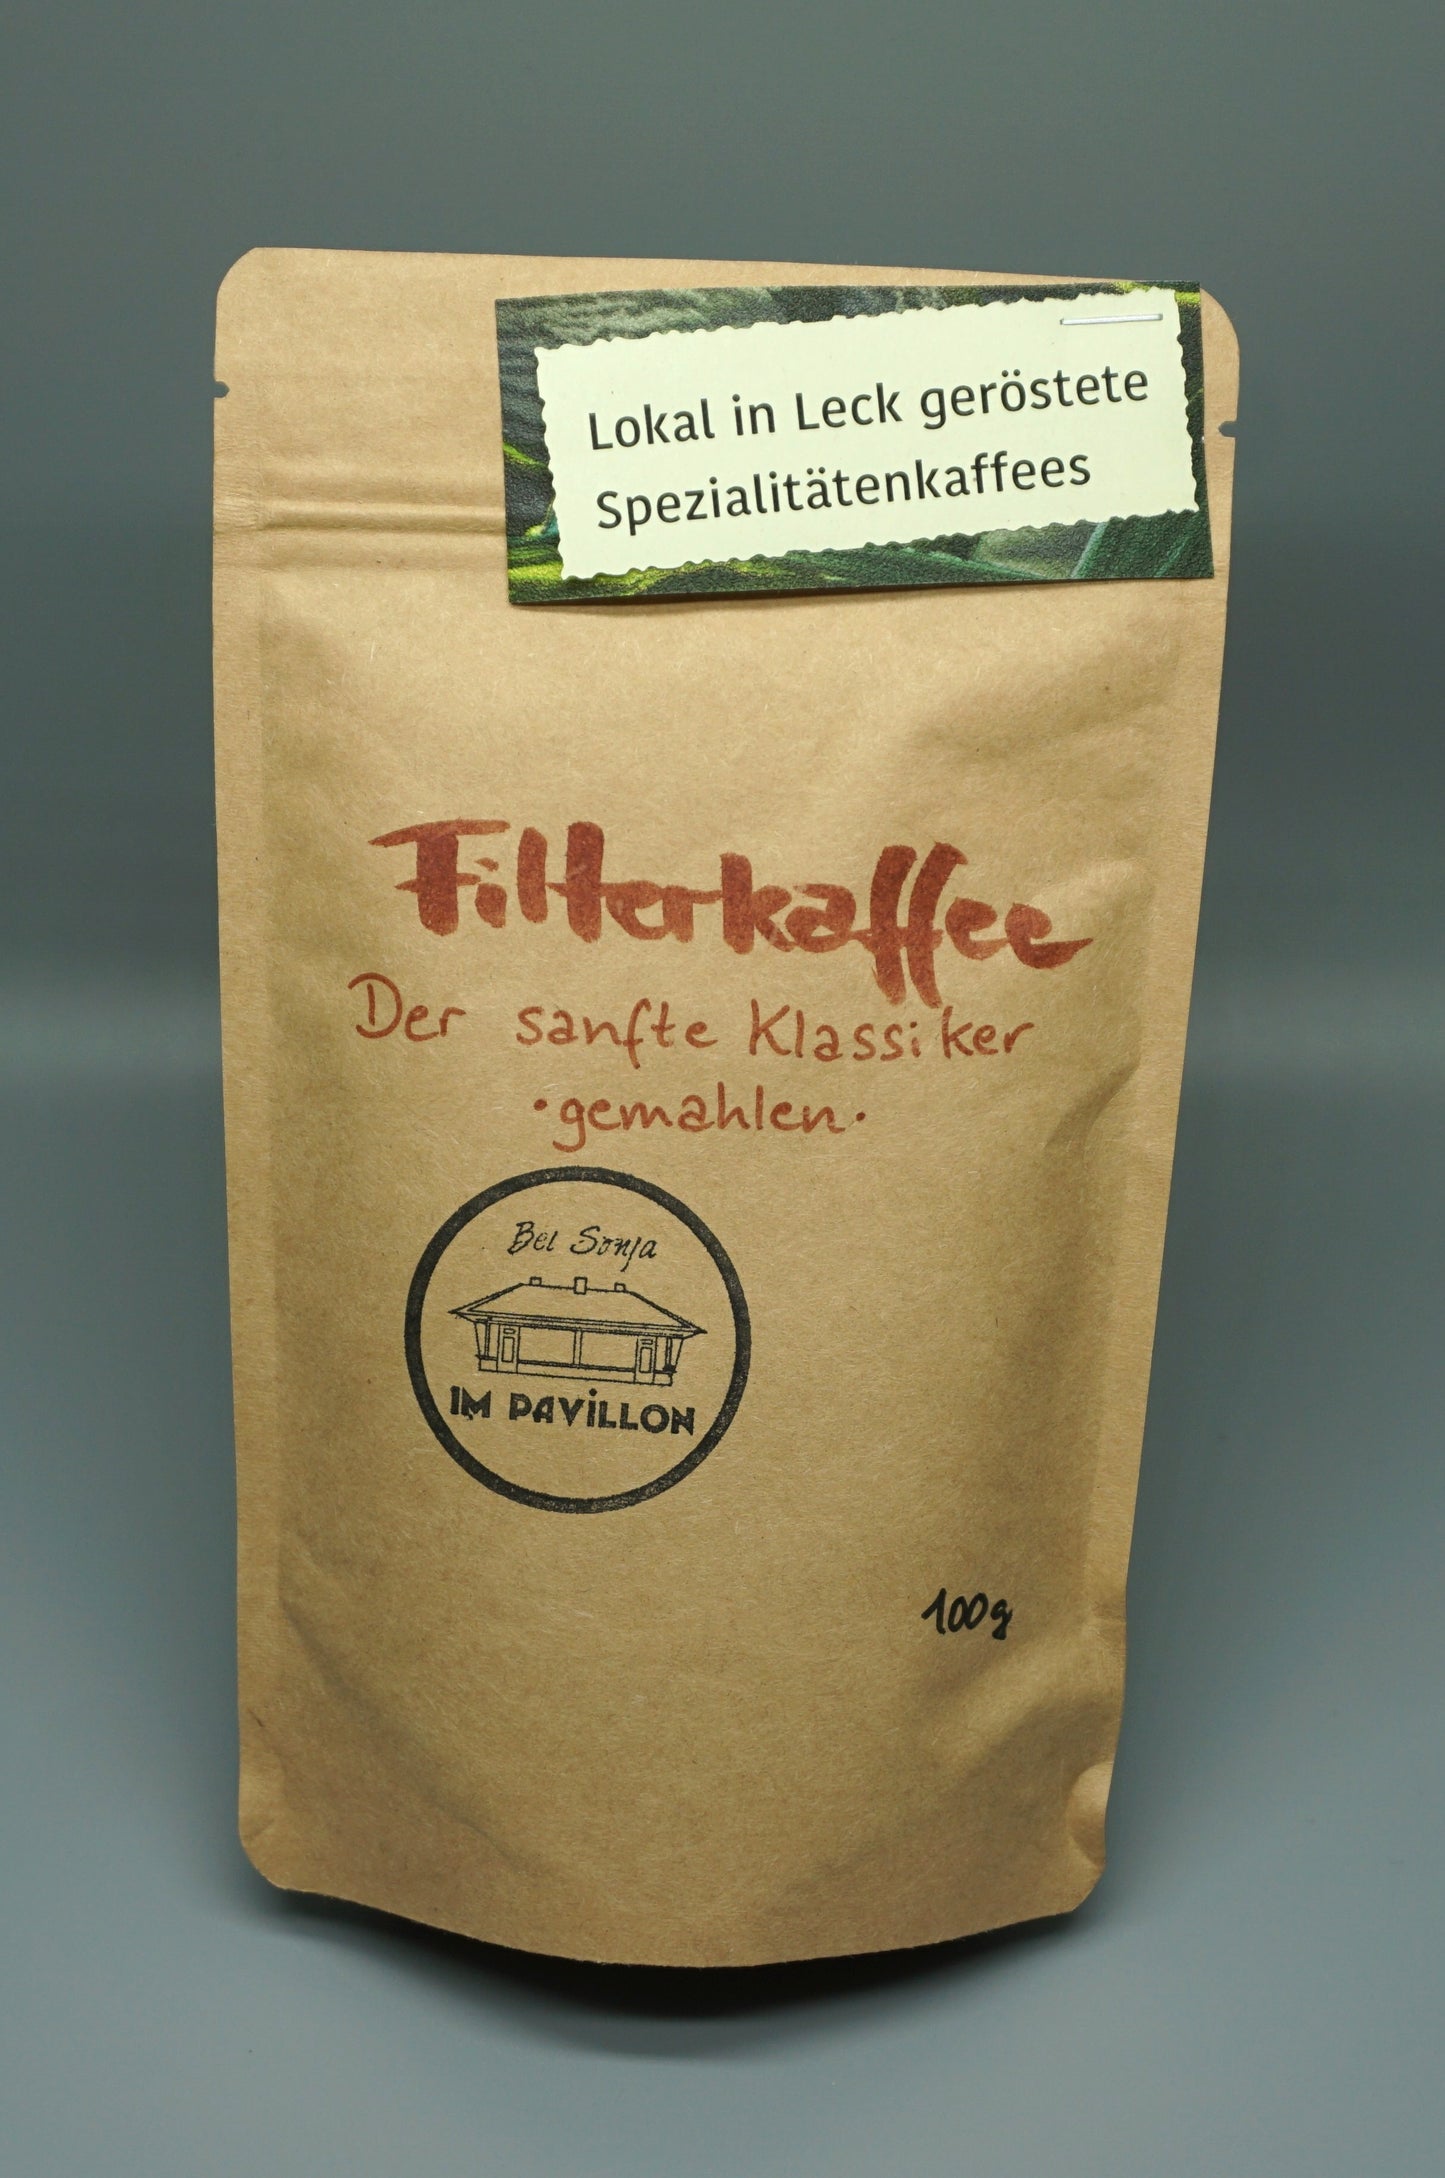 Lokal in Leck geröstete
Spezialitätenkaffees
Filterkaffee
Der sanfte Klassiker
•gemahlen•
Bei Sonja
IM PAViLLON
100g